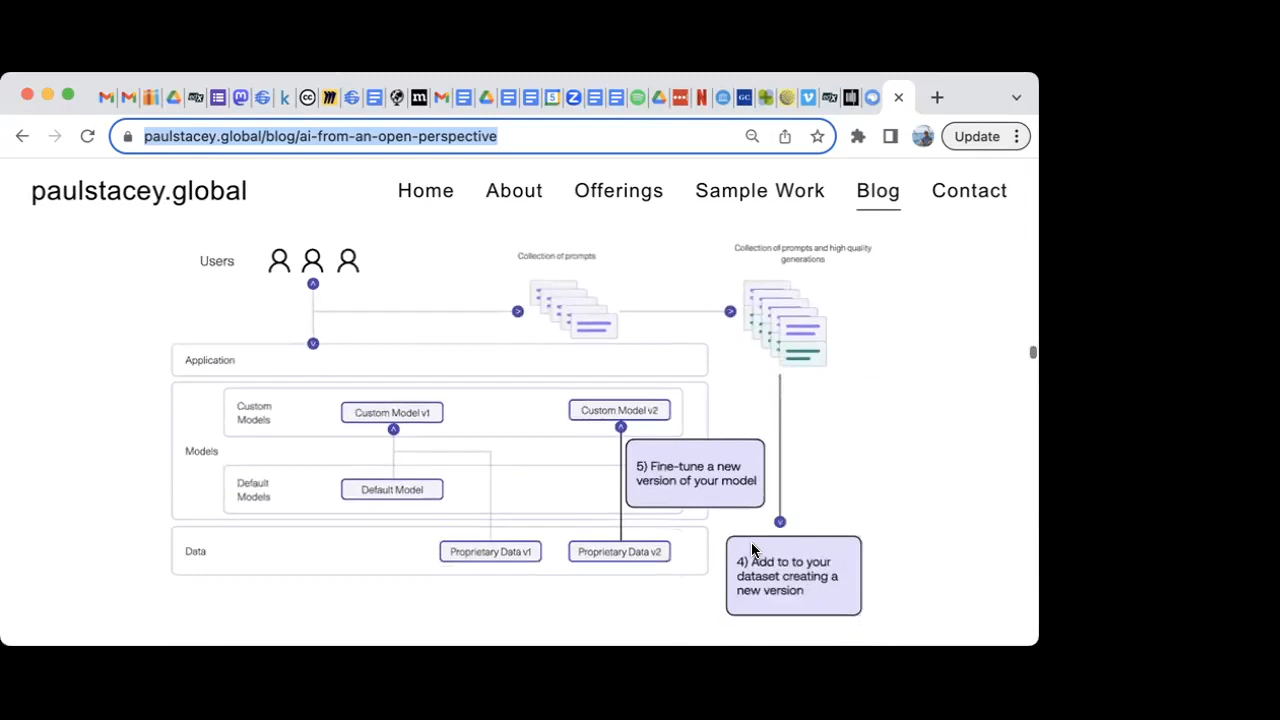 paulstacey.global/blog/ai-from-an-open-perspective
Update
paulstacey.global
Home
About
Offerings
Sample Work
Blog
Contact
Users
Collection of prompts
Collection of prompts and high quality
generations
Application
Custom
Models
Custom Model v1
Custom Model v2
Models
5) Fine-tune a new
version of your model
Default
Models
Default Model
Data
Proprietary Data v1
Proprietary Data v2
4) Add to to your
dataset creating a
new version